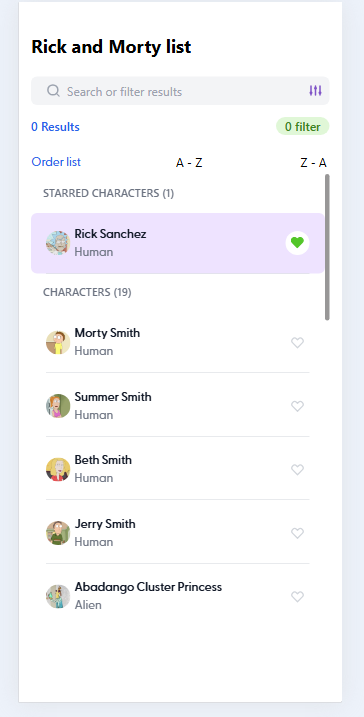 Rick and Morty list
Search or filter results
0 Results 0 filter
Order list A - Z Z - A
STARRED CHARACTERS (1)
Rick Sanchez
Human
CHARACTERS (19)
Morty Smith
Human
Summer Smith
Human
Beth Smith
Human
Jerry Smith
Human
Abadango Cluster Princess
Alien